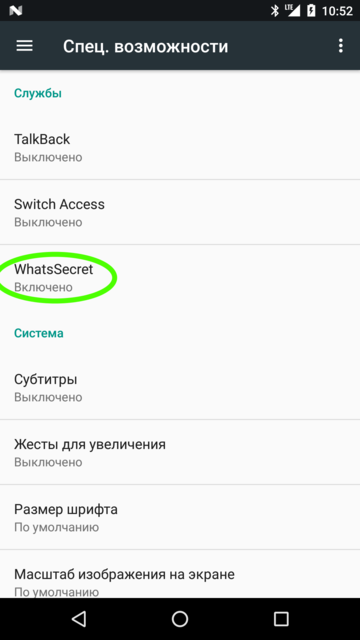 LTE 10:52
Спец. возможности
Службы
TalkBack
Выключено
Switch Access
Выключено
WhatsSecret
Включено
Система
Субтитры
Выключено
Жесты для увеличения
Выключено
Размер шрифта
По умолчанию
Масштаб изображения на экране
По умолчанию